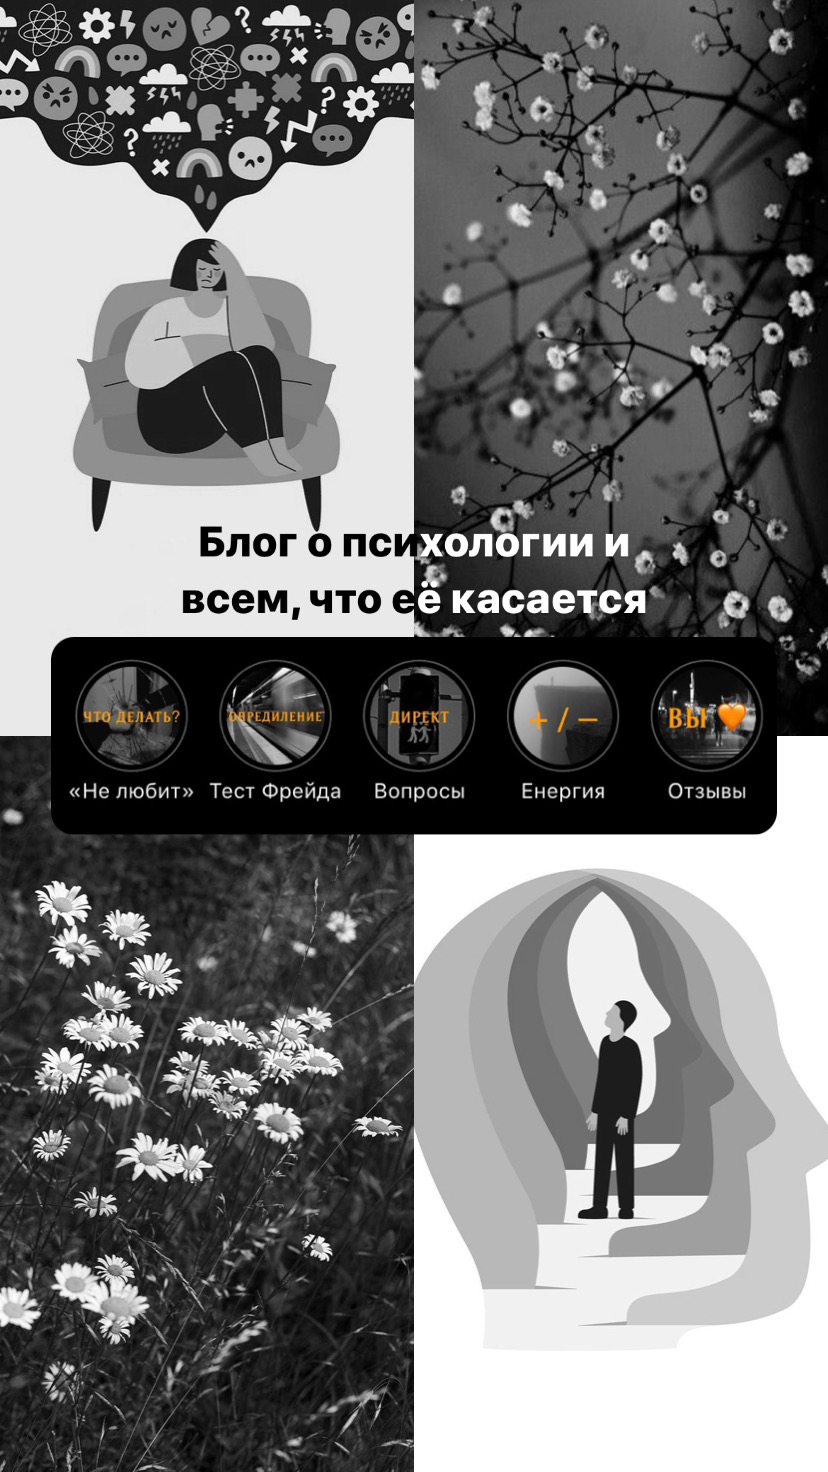 Блог о психологии и
всем, что её касается
ЧТО ДЕЛАТЬ?
ОПРЕДИЛЕНИЕ
ДИРЕКТ
+ / –
ВЫ 🧡
«Не любит»
Тест Фрейда
Вопросы
Енергия
Отзывы